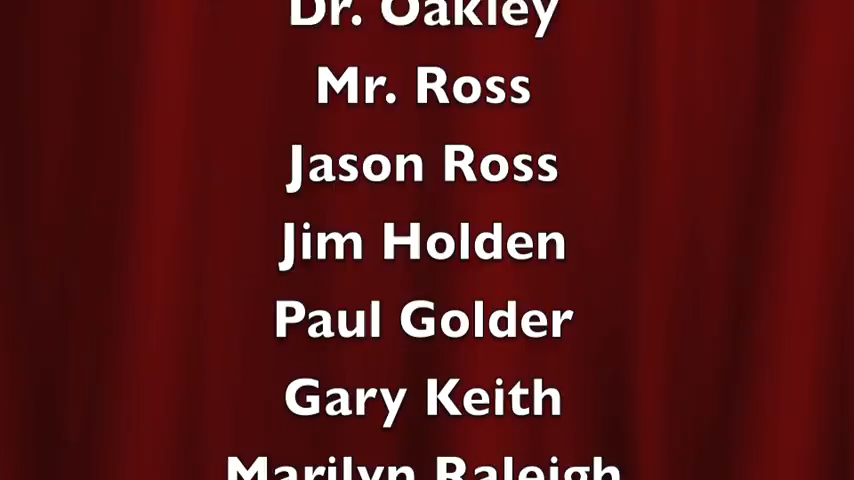 Dr. Oakley
Mr. Ross
Jason Ross
Jim Holden
Paul Golder
Gary Keith
Marilyn Raleigh